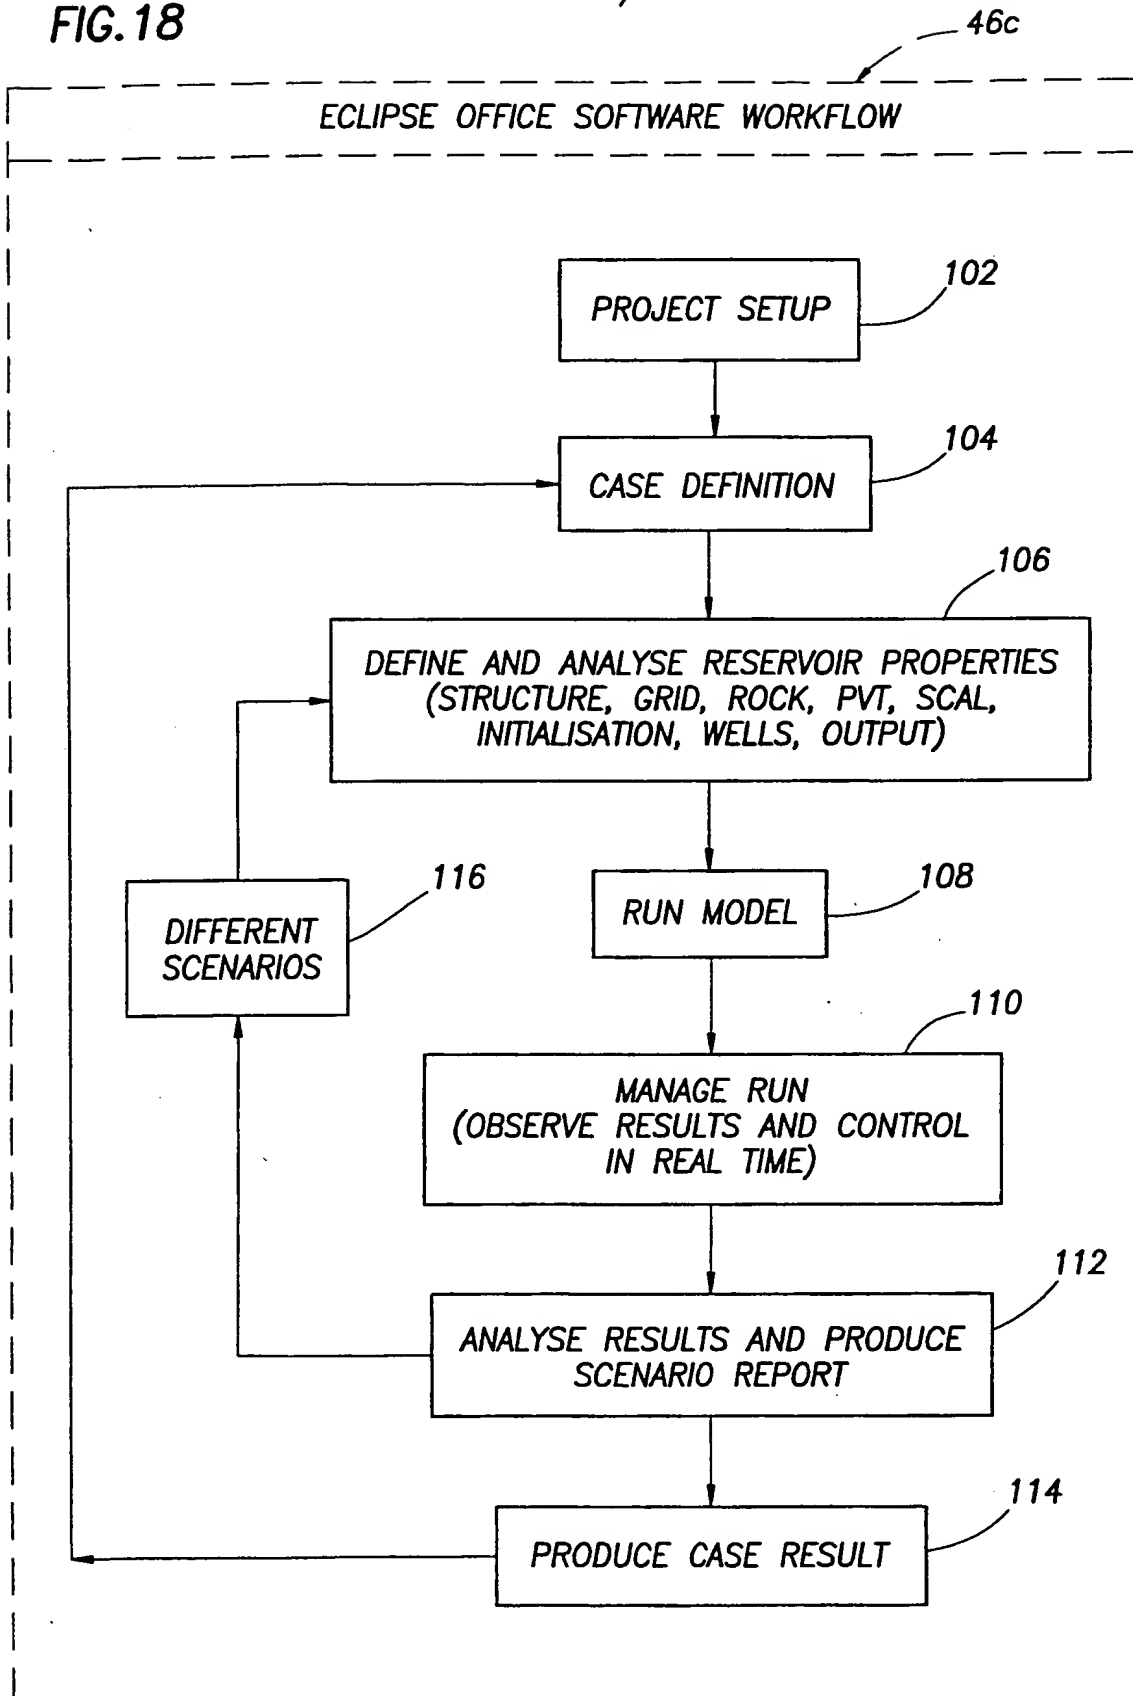 FIG.18
46c
ECLIPSE OFFICE SOFTWARE WORKFLOW
PROJECT SETUP
102
CASE DEFINITION
104
106
DEFINE AND ANALYSE RESERVOIR PROPERTIES
(STRUCTURE, GRID, ROCK, PVT, SCAL,
INITIALISATION, WELLS, OUTPUT)
116
DIFFERENT
SCENARIOS
108
RUN MODEL
110
MANAGE RUN
(OBSERVE RESULTS AND CONTROL
IN REAL TIME)
112
ANALYSE RESULTS AND PRODUCE
SCENARIO REPORT
114
PRODUCE CASE RESULT